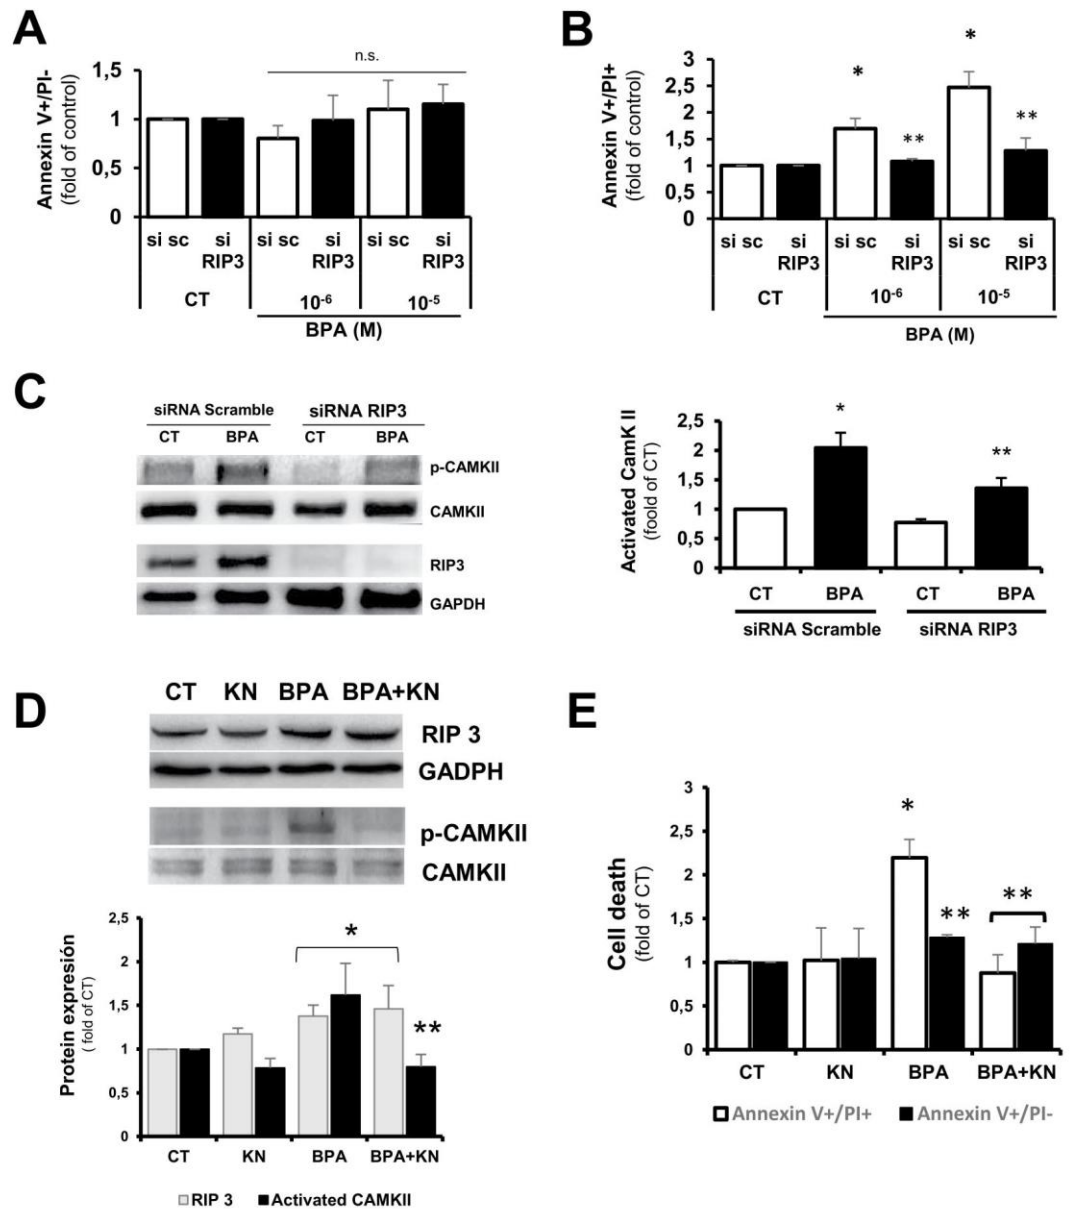 A
n.s.
Annexin V+/PI-
(fold of control)
1,5
1
0,5
0
si sc si RIP3 si sc si RIP3 si sc si RIP3
CT 10-6 10-5
BPA (M)
B
*
*
**
**
Annexin V+/PI+
(fold of control)
3
2,5
2
1,5
1
0,5
0
si sc si RIP3 si sc si RIP3 si sc si RIP3
CT 10-6 10-5
BPA (M)
C
siRNA Scramble siRNA RIP3
CT BPA CT BPA
p-CAMKII
CAMKII
RIP3
GAPDH
Activated CamK II
(foold of CT)
2,5
2
1,5
1
0,5
0
*
**
CT BPA CT BPA
siRNA Scramble siRNA RIP3
D
CT KN BPA BPA+KN
RIP 3
GADPH
p-CAMKII
CAMKII
Protein expresión
( fold of CT)
2,5
2
1,5
1
0,5
0
*
**
CT KN BPA BPA+KN
RIP 3 Activated CAMKII
E
Cell death
(fold of CT)
3
2,5
2
1,5
1
0,5
0
*
**
**
CT KN BPA BPA+KN
Annexin V+/PI+ Annexin V+/PI-